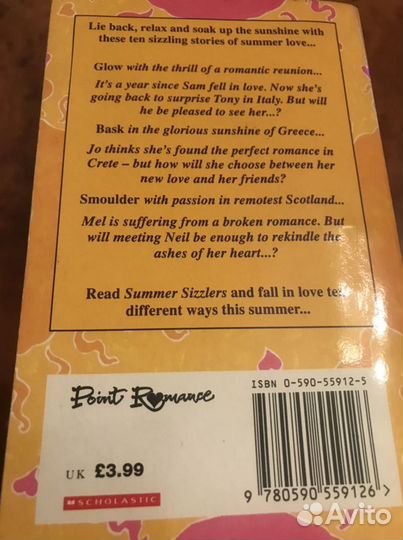 Lie back, relax and soak up the sunshine with
these ten sizzling stories of summer love...
Glow with the thrill of a romantic reunion...
It's a year since Sam fell in love. Now she's
going back to surprise Tony in Italy. But will
he be pleased to see her...?
Bask in the glorious sunshine of Greece...
Jo thinks she's found the perfect romance in
Crete – but how will she choose between her
new love and her friends?
Smoulder with passion in remotest Scotland...
Mel is suffering from a broken romance. But
will meeting Neil be enough to rekindle the
ashes of her heart...?
Read Summer Sizzlers and fall in love ten
different ways this summer...
Point Romance
ISBN 0-590-55912-5
UK £3.99
SCHOLASTIC
9 780590 559126
Avito